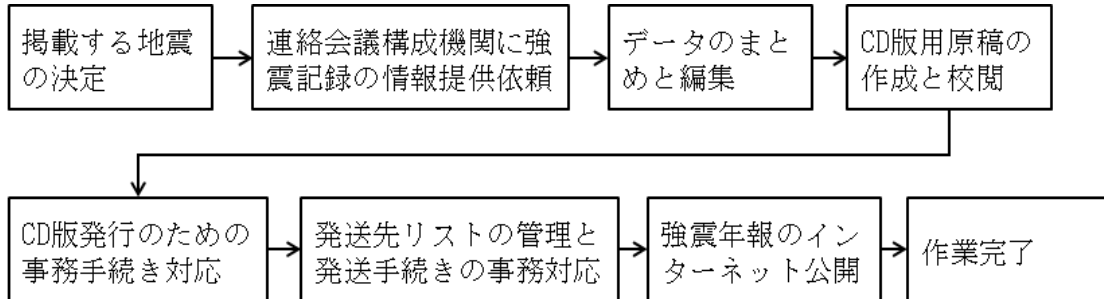 掲載する地震
の決定
連絡会議構成機関に強
震記録の情報提供依頼
データのまと
めと編集
CD版用原稿の
作成と校閲
CD版発行のための
事務手続き対応
発送先リストの管理と
発送手続きの事務対応
強震年報のイン
ターネット公開
作業完了